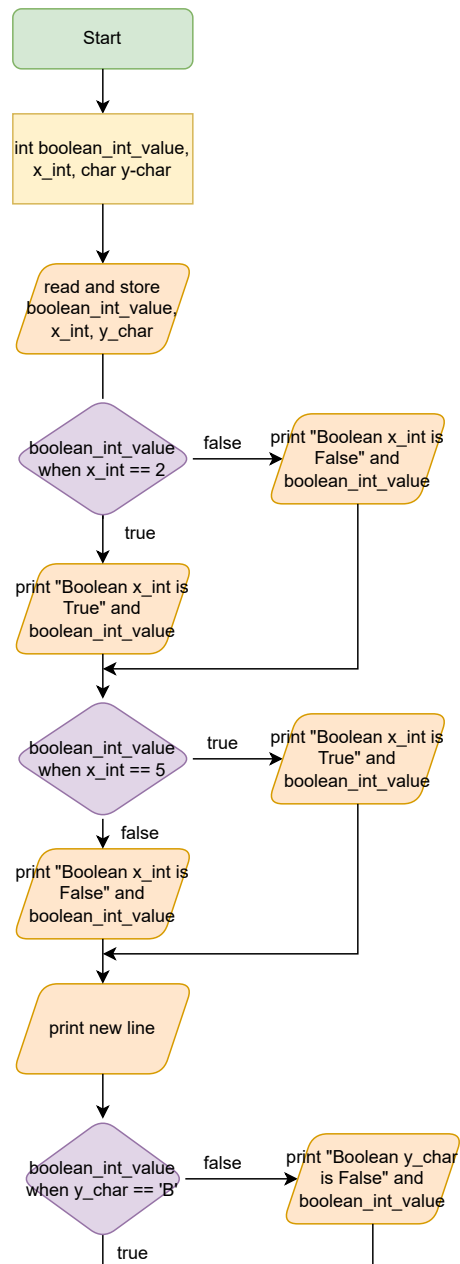 Start
int boolean_int_value,
x_int, char y-char
read and store
boolean_int_value,
x_int, y_char
boolean_int_value
when x_int == 2
false
print "Boolean x_int is
False" and
boolean_int_value
true
print "Boolean x_int is
True" and
boolean_int_value
boolean_int_value
when x_int == 5
true
print "Boolean x_int is
True" and
boolean_int_value
false
print "Boolean x_int is
False" and
boolean_int_value
print new line
boolean_int_value
when y_char == 'B'
false
print "Boolean y_char
is False" and
boolean_int_value
true